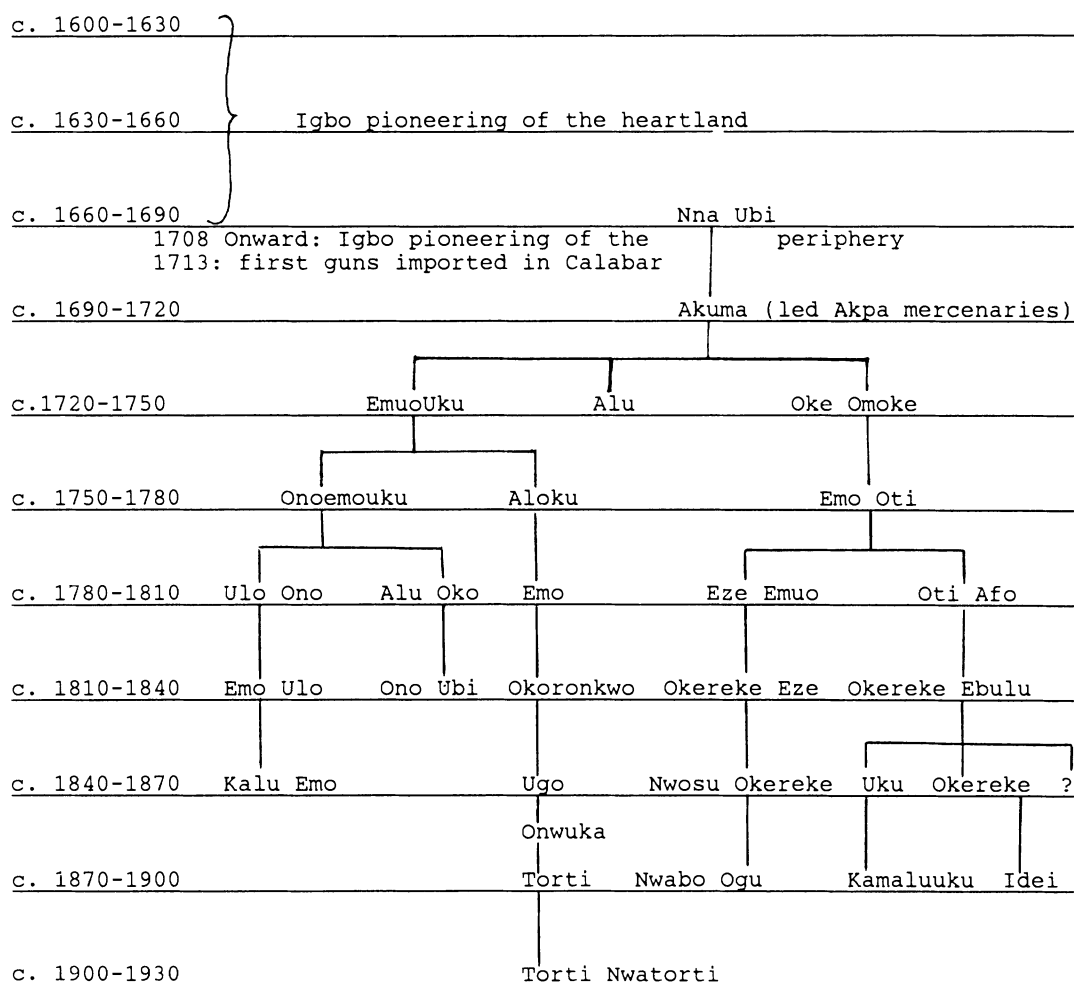 c. 1600-1630
c. 1630-1660 Igbo pioneering of the heartland
c. 1660-1690 Nna Ubi
1708 Onward: Igbo pioneering of the periphery
1713: first guns imported in Calabar
c. 1690-1720 Akuma (led Akpa mercenaries)
c.1720-1750 EmuoUku Alu Oke Omoke
c. 1750-1780 Onoemouku Aloku Emo Oti
c. 1780-1810 Ulo Ono Alu Oko Emo Eze Emuo Oti Afo
c. 1810-1840 Emo Ulo Ono Ubi Okoronkwo Okereke Eze Okereke Ebulu
c. 1840-1870 Kalu Emo Ugo Nwosu Okereke Uku Okereke ?
Onwuka
c. 1870-1900 Torti Nwabo Ogu Kamaluuku Idei
c. 1900-1930 Torti Nwatorti